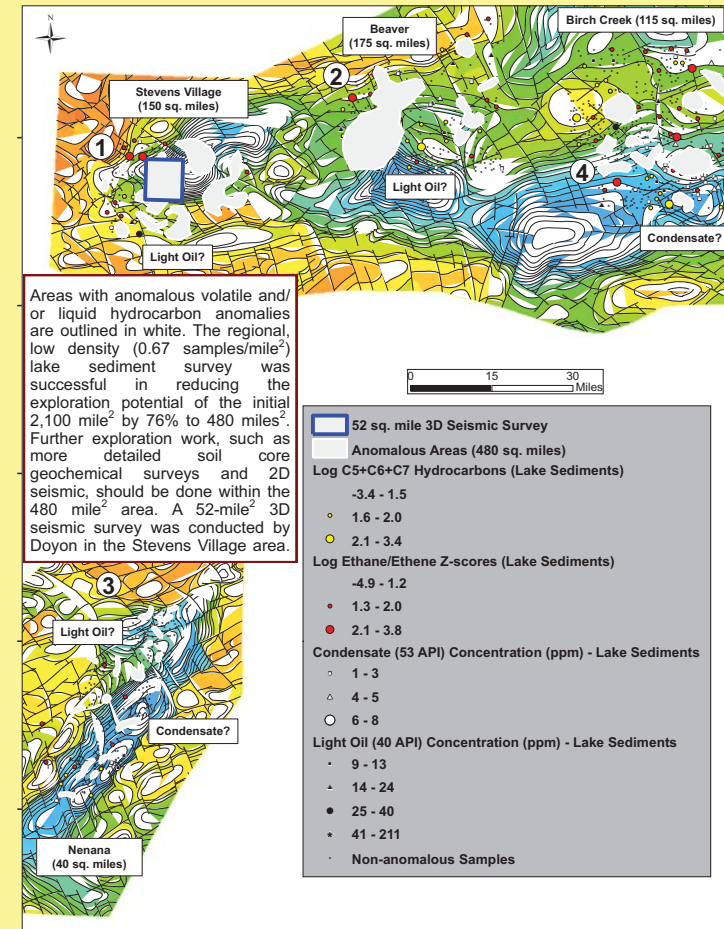 N
Beaver
(175 sq. miles)
Birch Creek (115 sq. miles)
Stevens Village
(150 sq. miles)
2
1
4
Light Oil?
Condensate?
Light Oil?
Areas with anomalous volatile and/
or liquid hydrocarbon anomalies
are outlined in white. The regional,
low density (0.67 samples/mile²)
lake sediment survey was
successful in reducing the
exploration potential of the initial
2,100 mile² by 76% to 480 miles².
Further exploration work, such as
more detailed soil core
geochemical surveys and 2D
seismic, should be done within the
480 mile² area. A 52-mile² 3D
seismic survey was conducted by
Doyon in the Stevens Village area.
0 15 30
Miles
52 sq. mile 3D Seismic Survey
Anomalous Areas (480 sq. miles)
Log C5+C6+C7 Hydrocarbons (Lake Sediments)
-3.4 - 1.5
1.6 - 2.0
2.1 - 3.4
Log Ethane/Ethene Z-scores (Lake Sediments)
-4.9 - 1.2
1.3 - 2.0
2.1 - 3.8
Condensate (53 API) Concentration (ppm) - Lake Sediments
1 - 3
4 - 5
6 - 8
Light Oil (40 API) Concentration (ppm) - Lake Sediments
9 - 13
14 - 24
25 - 40
41 - 211
Non-anomalous Samples
3
Light Oil?
Condensate?
Nenana
(40 sq. miles)